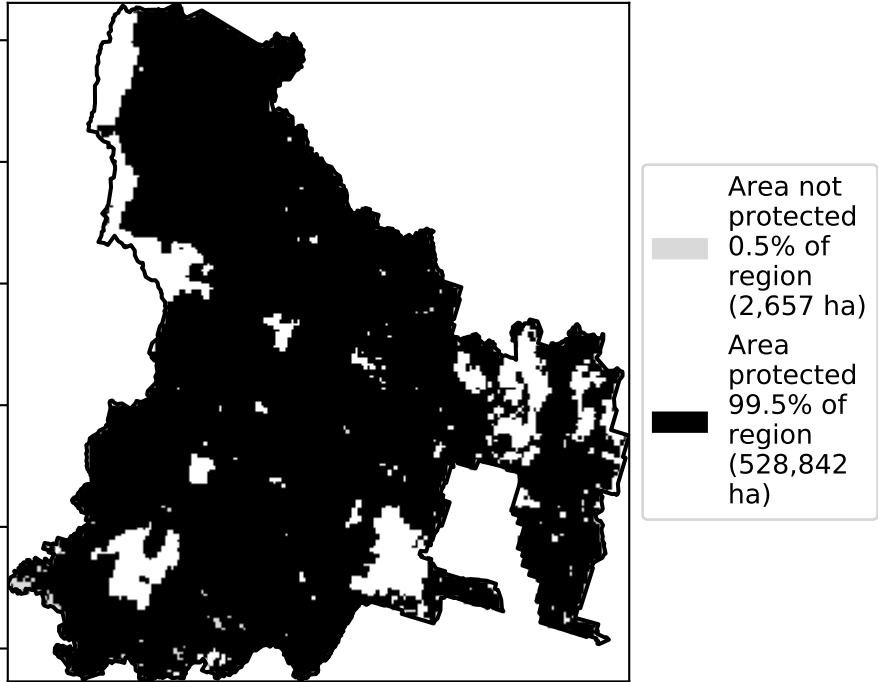 Area not
protected
0.5% of
region
(2,657 ha)
Area
protected
99.5% of
region
(528,842
ha)